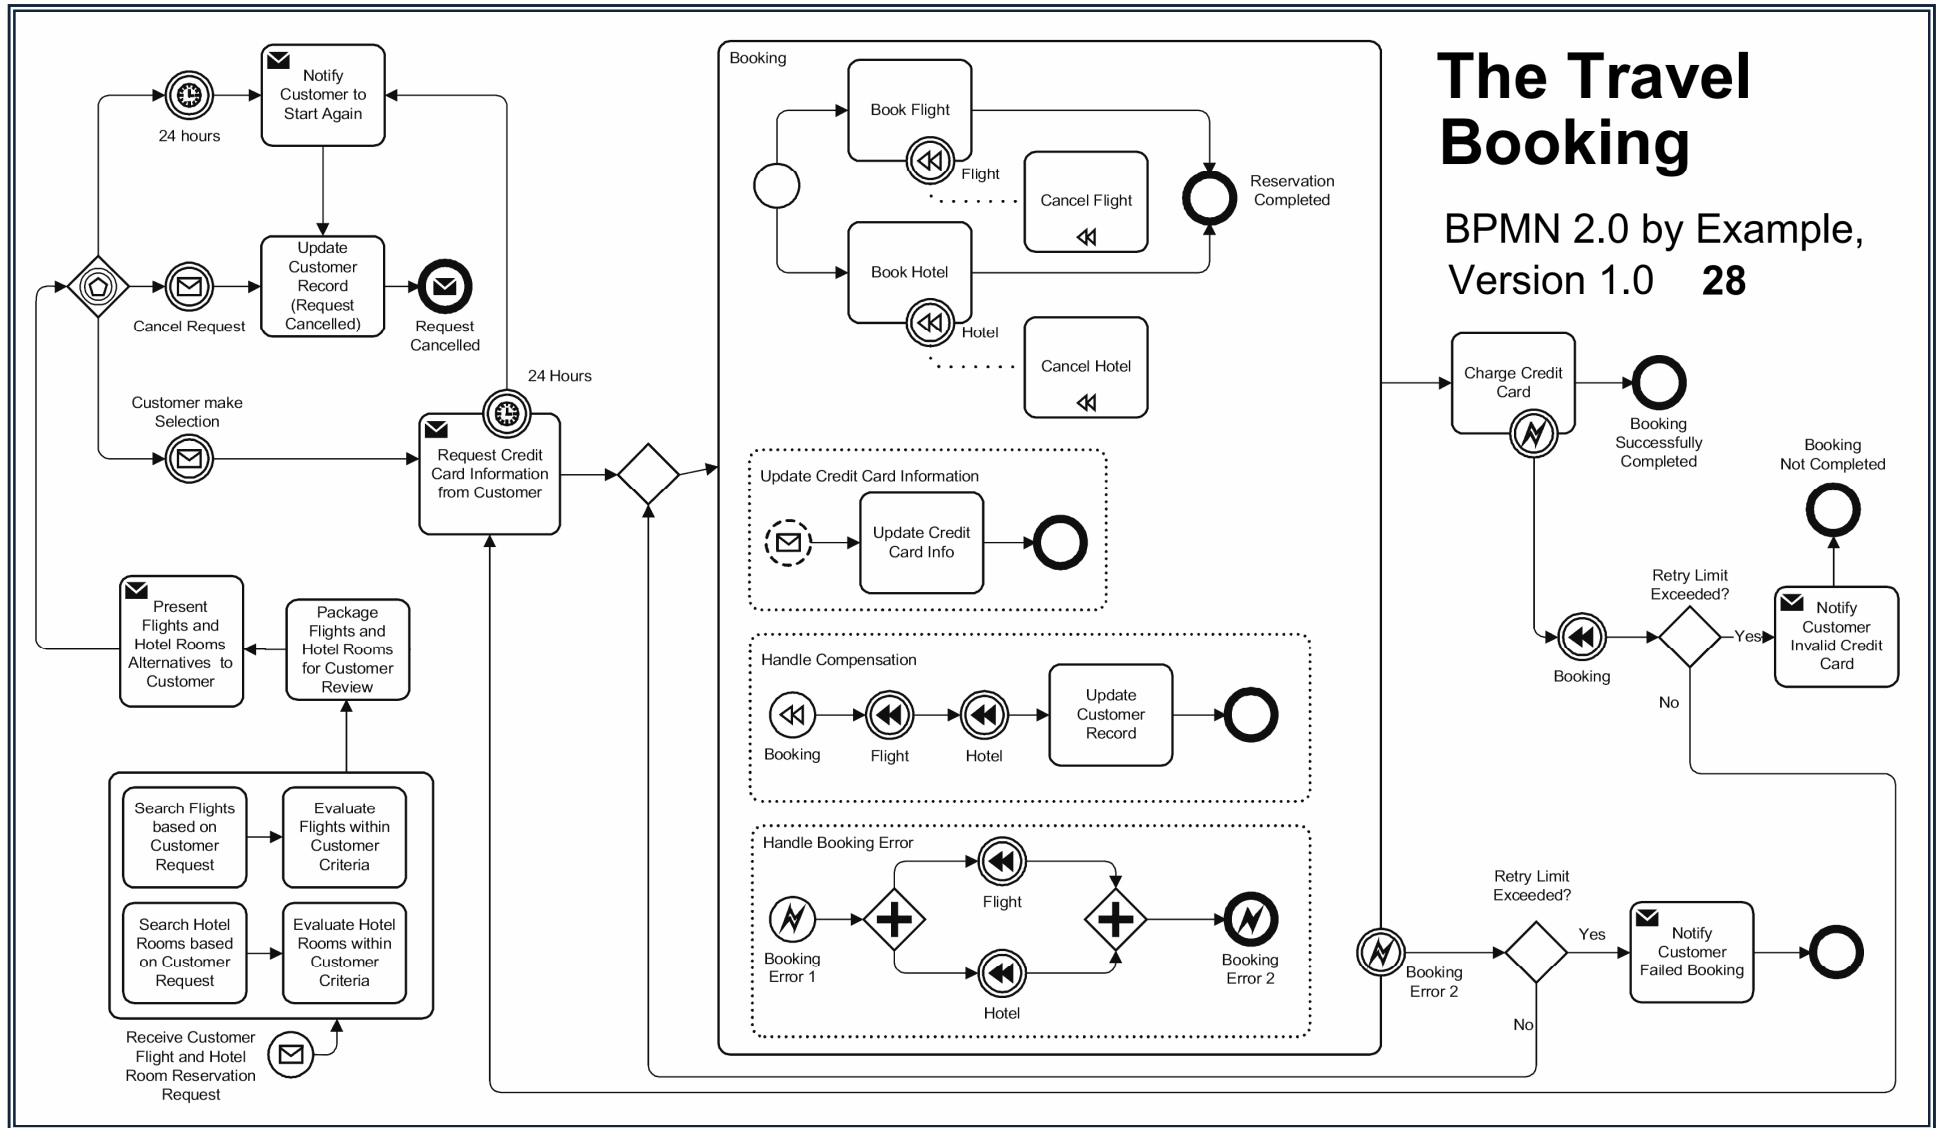 The Travel
Booking
BPMN 2.0 by Example,
Version 1.0 28
24 hours
Notify
Customer to
Start Again
Cancel Request
Update
Customer
Record
(Request
Cancelled)
Request
Cancelled
Customer make
Selection
24 Hours
Request Credit
Card Information
from Customer
Present
Flights and
Hotel Rooms
Alternatives to
Customer
Package
Flights and
Hotel Rooms
for Customer
Review
Search Flights
based on
Customer
Request
Evaluate
Flights within
Customer
Criteria
Search Hotel
Rooms based
on Customer
Request
Evaluate Hotel
Rooms within
Customer
Criteria
Receive Customer
Flight and Hotel
Room Reservation
Request
Booking
Book Flight
Flight
Cancel Flight
Book Hotel
Hotel
Cancel Hotel
Reservation
Completed
Update Credit Card Information
Update Credit
Card Info
Handle Compensation
Booking
Flight
Hotel
Update
Customer
Record
Handle Booking Error
Booking
Error 1
Flight
Hotel
Booking
Error 2
Charge Credit
Card
Booking
Successfully
Completed
Booking
Not Completed
Booking
Retry Limit
Exceeded?
Yes
No
Notify
Customer
Invalid Credit
Card
Booking
Error 2
Retry Limit
Exceeded?
Yes
No
Notify
Customer
Failed Booking